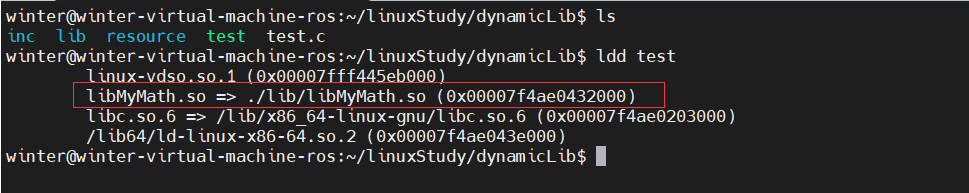 winter@winter-virtual-machine-ros:~/linuxStudy/dynamicLib$ ls
inc lib resource test test.c
winter@winter-virtual-machine-ros:~/linuxStudy/dynamicLib$ ldd test
linux-vdso.so.1 (0x00007fff445eb000)
libMyMath.so => ./lib/libMyMath.so (0x00007f4ae0432000)
libc.so.6 => /lib/x86_64-linux-gnu/libc.so.6 (0x00007f4ae0203000)
/lib64/ld-linux-x86-64.so.2 (0x00007f4ae043e000)
winter@winter-virtual-machine-ros:~/linuxStudy/dynamicLib$